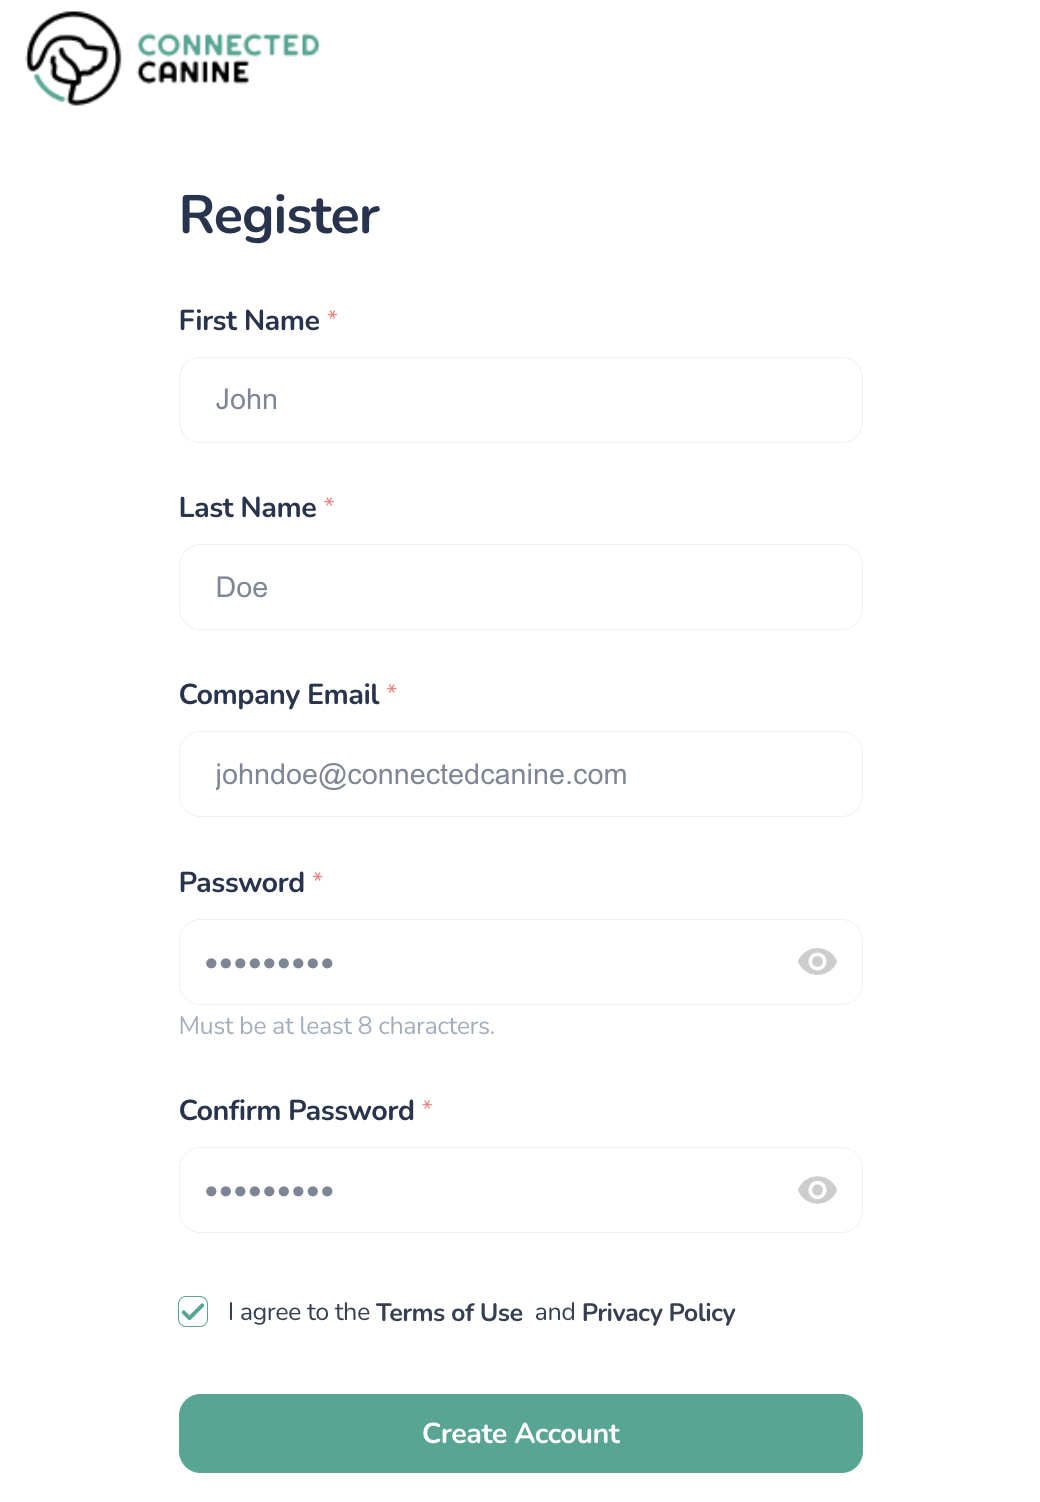 CONNECTED
CANINE
Register
First Name *
John
Last Name *
Doe
Company Email *
johndoe@connectedcanine.com
Password *
•••••••••
Must be at least 8 characters.
Confirm Password *
•••••••••
I agree to the Terms of Use and Privacy Policy
Create Account